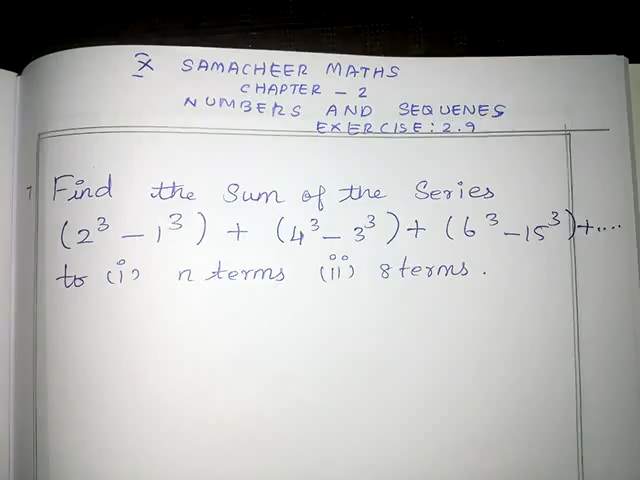 X SAMACHEER MATHS
CHAPTER - 2
NUMBERS AND SEQUENES
EXERCISE: 2.9
7 Find the Sum of the Series
(2³ - 1³) + (4³ - 3³) + (6³ - 15³) + ....
to (i) n terms (ii) 8 terms.